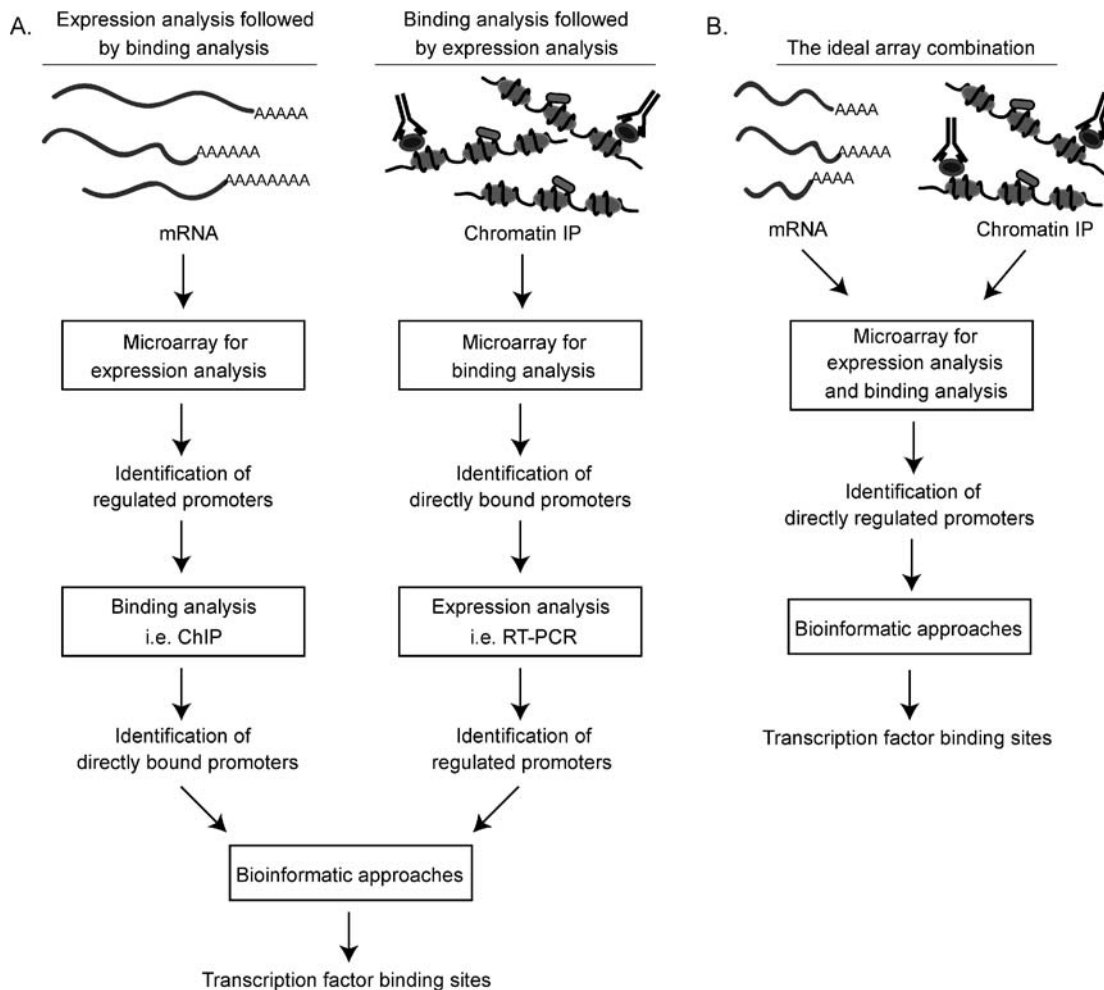 A.
Expression analysis followed
by binding analysis
AAAAA
AAAAAA
AAAAAAAA
mRNA
Microarray for
expression analysis
Identification of
regulated promoters
Binding analysis
i.e. ChIP
Identification of
directly bound promoters
Binding analysis followed
by expression analysis
Chromatin IP
Microarray for
binding analysis
Identification of
directly bound promoters
Expression analysis
i.e. RT-PCR
Identification of
regulated promoters
Bioinformatic approaches
Transcription factor binding sites
B.
The ideal array combination
AAAA
AAAAA
AAAA
mRNA
Chromatin IP
Microarray for
expression analysis
and binding analysis
Identification of
directly regulated promoters
Bioinformatic approaches
Transcription factor binding sites